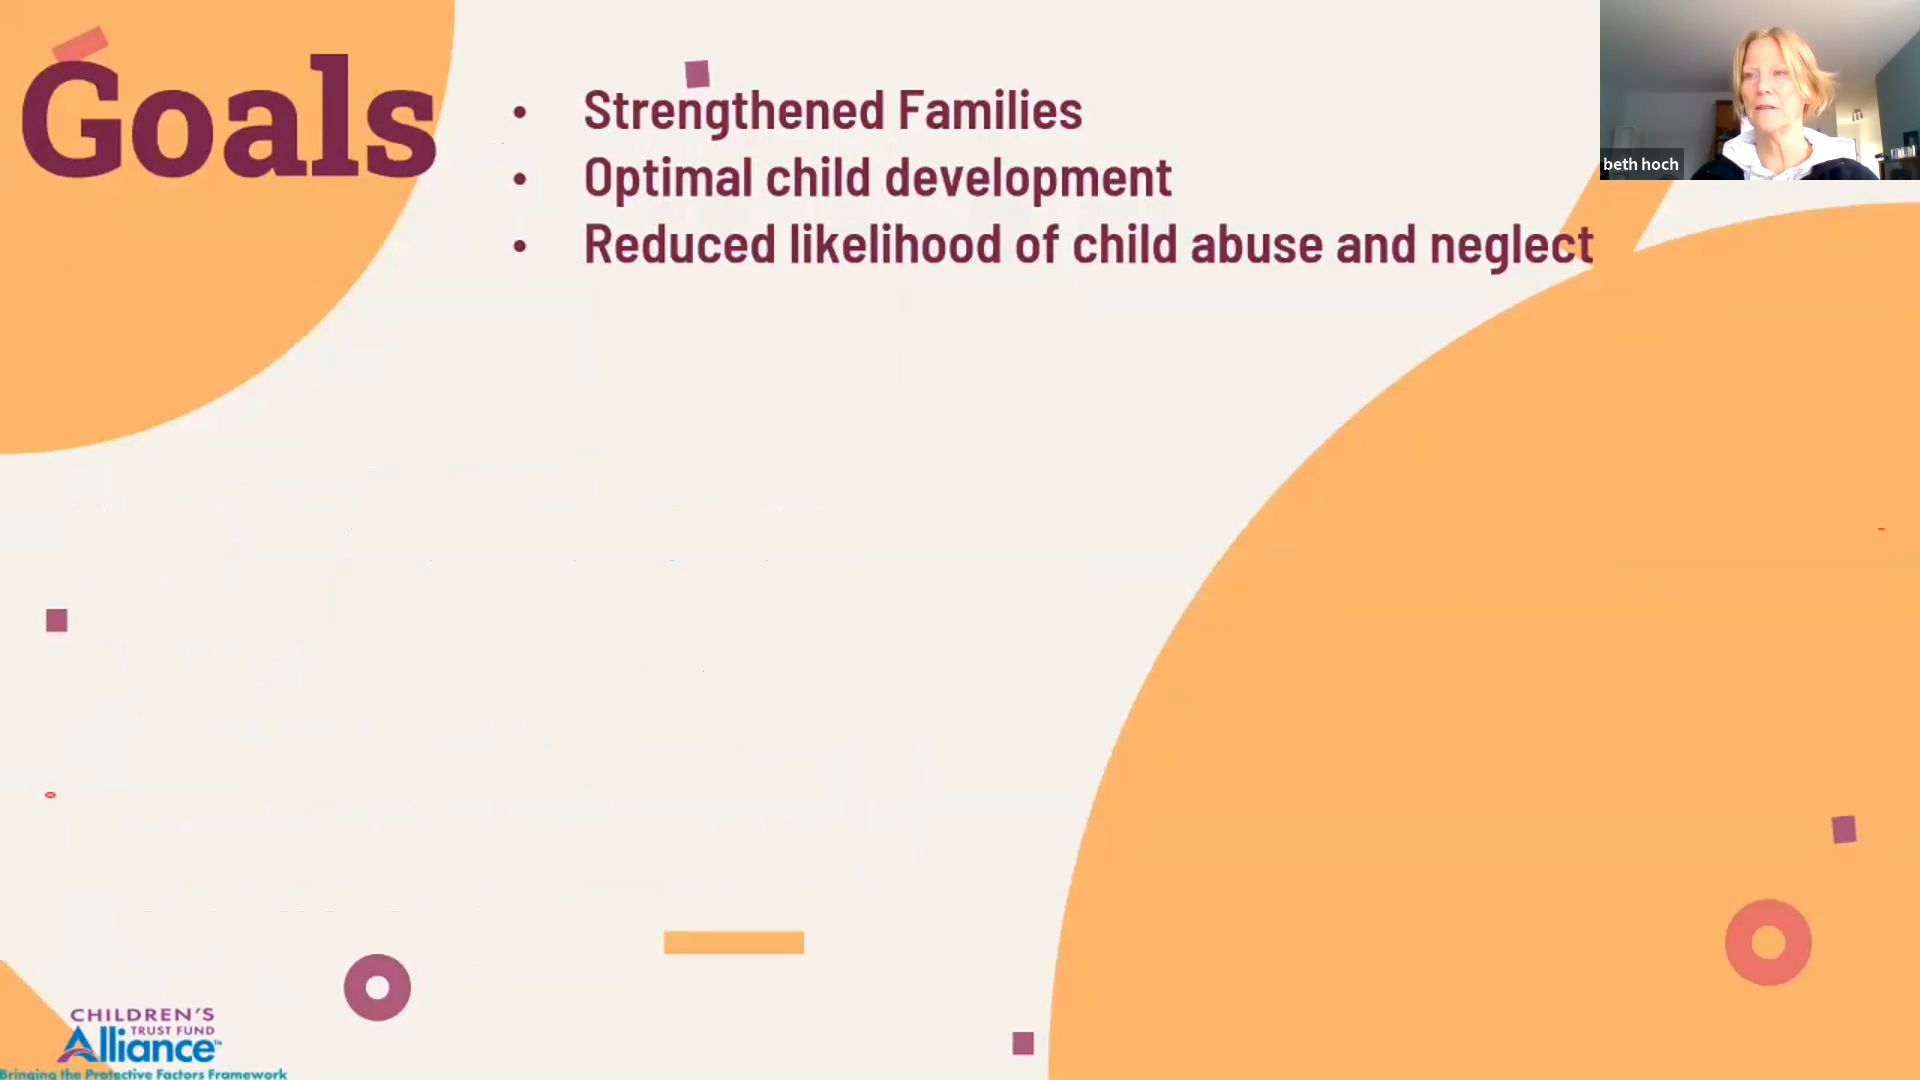 Goals
• Strengthened Families
• Optimal child development
• Reduced likelihood of child abuse and neglect
beth hoch
CHILDREN'S
TRUST FUND
Alliance™
Bringing the Protective Factors Framework